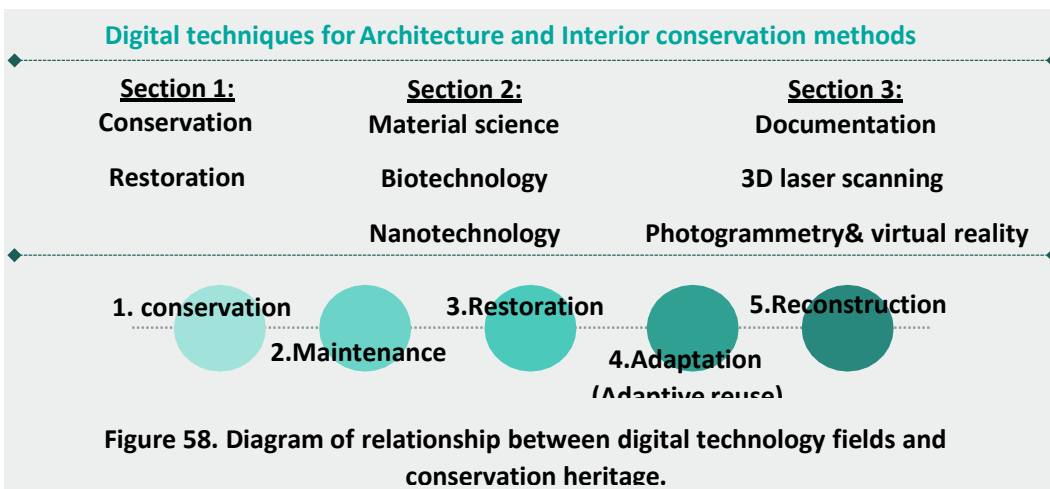 Digital techniques for Architecture and Interior conservation methods
Section 1:
Conservation
Restoration
Section 2:
Material science
Biotechnology
Nanotechnology
Section 3:
Documentation
3D laser scanning
Photogrammetry& virtual reality
1. conservation
2.Maintenance
3.Restoration
4.Adaptation
(Adaptive reuse)
5.Reconstruction
Figure 58. Diagram of relationship between digital technology fields and
conservation heritage.